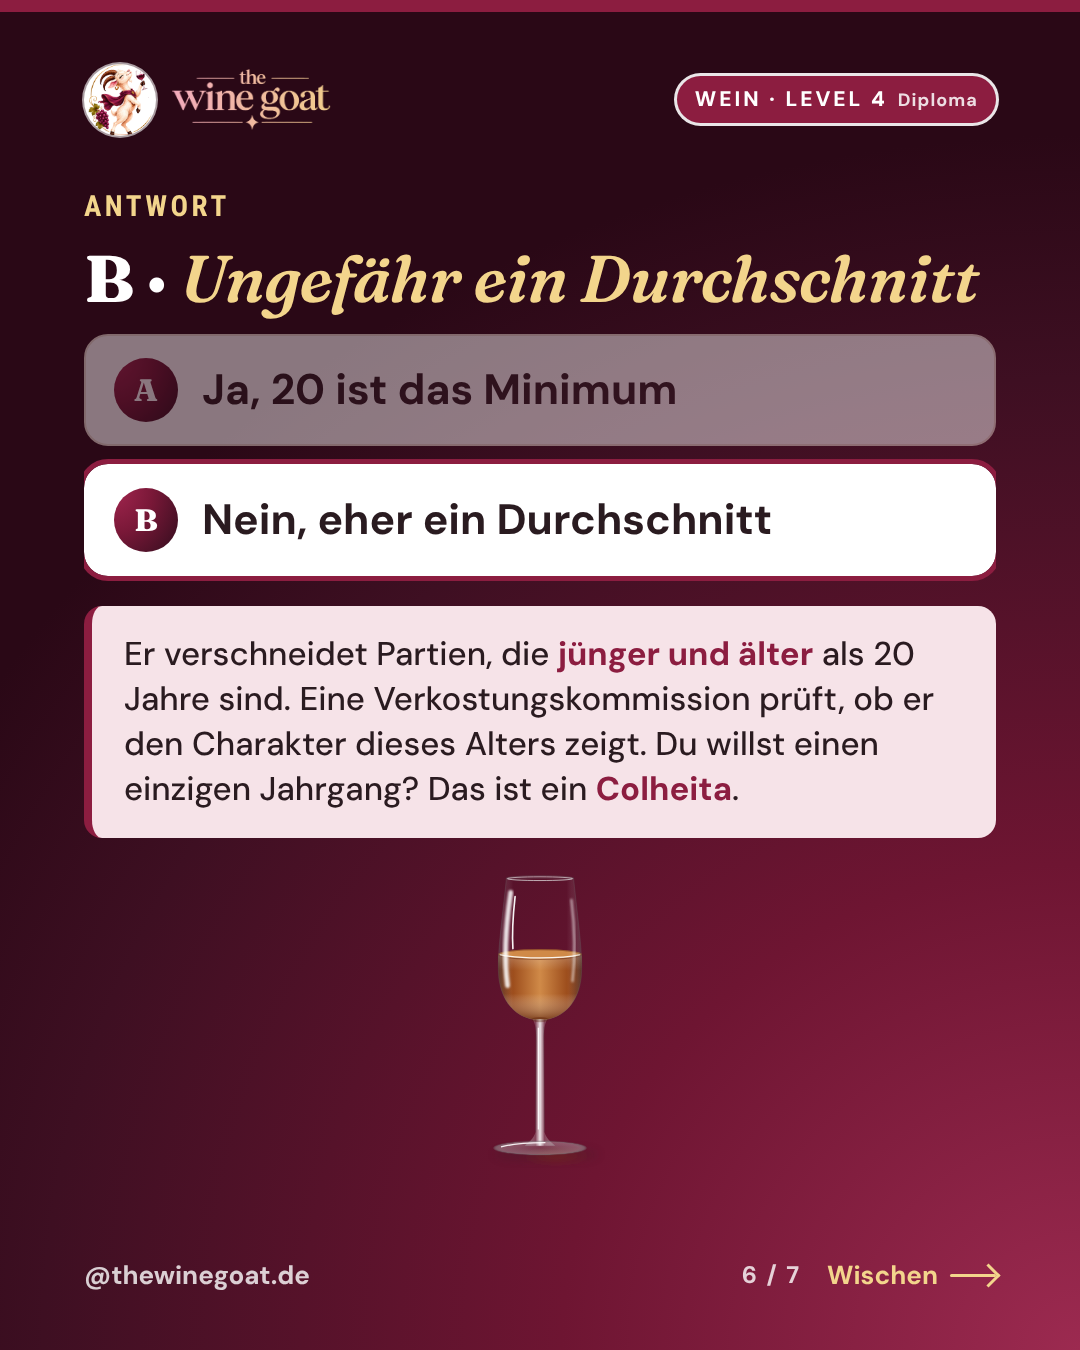 the
wine goat
WEIN · LEVEL 4 Diploma
ANTWORT
B · Ungefähr ein Durchschnitt
A Ja, 20 ist das Minimum
B Nein, eher ein Durchschnitt
Er verschneidet Partien, die jünger und älter als 20
Jahre sind. Eine Verkostungskommission prüft, ob er
den Charakter dieses Alters zeigt. Du willst einen
einzigen Jahrgang? Das ist ein Colheita.
@thewinegoat.de
6 / 7 Wischen